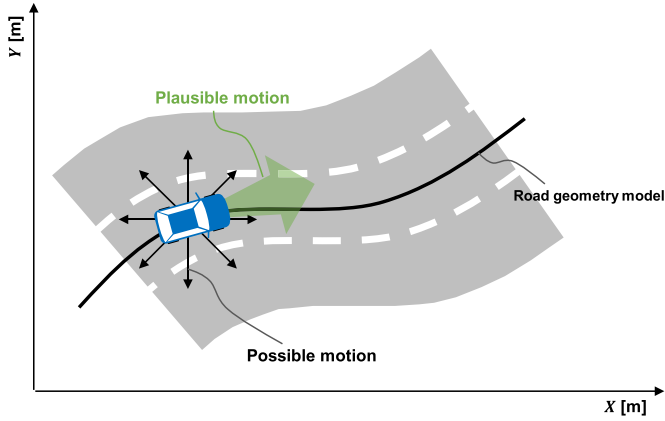 Y [m]
Plausible motion
Road geometry model
Possible motion
X [m]